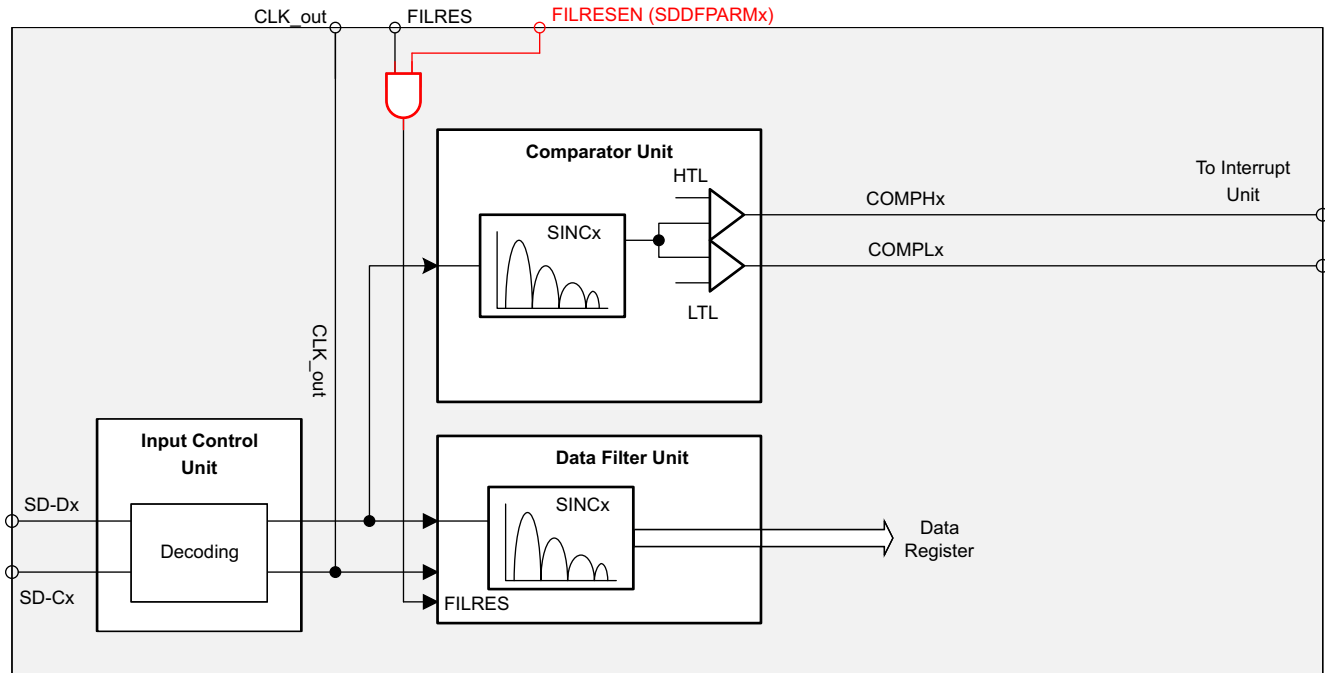 CLK_out
FILRES
FILRESEN (SDDFPARMx)
Comparator Unit
HTL
SINCx
LTL
COMPHx
COMPLx
To Interrupt
Unit
CLK_out
Input Control
Unit
Decoding
SD-Dx
SD-Cx
Data Filter Unit
SINCx
FILRES
Data
Register